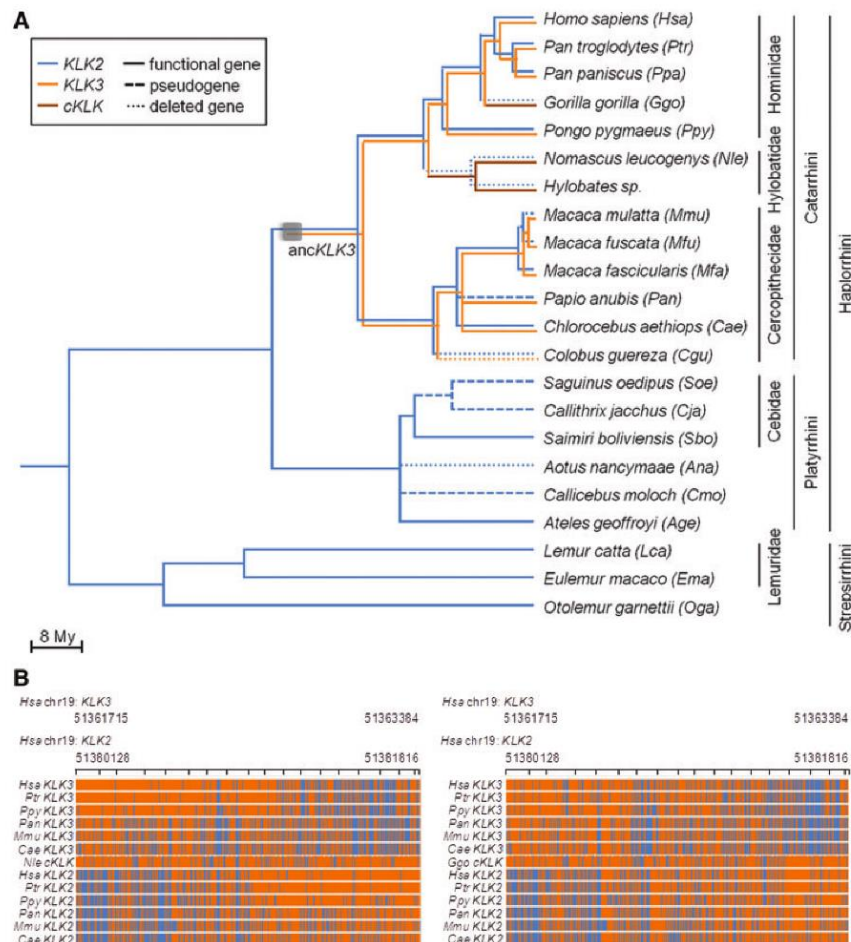 A
KLK2 functional gene
KLK3 pseudogene
cKLK deleted gene
ancKLK3
Homo sapiens (Hsa)
Pan troglodytes (Ptr)
Pan paniscus (Ppa)
Gorilla gorilla (Ggo)
Pongo pygmaeus (Ppy)
Nomascus leucogenys (Nle)
Hylobates sp.
Macaca mulatta (Mmu)
Macaca fuscata (Mfu)
Macaca fascicularis (Mfa)
Papio anubis (Pan)
Chlorocebus aethiops (Cae)
Colobus guereza (Cgu)
Saguinus oedipus (Soe)
Callithrix jacchus (Cja)
Saimiri boliviensis (Sbo)
Aotus nancymaae (Ana)
Callicebus moloch (Cmo)
Ateles geoffroyi (Age)
Lemur catta (Lca)
Eulemur macaco (Ema)
Otolemur garnettii (Oga)
Hominidae
Hylobatidae
Cercopithecidae
Cebidae
Lemuridae
Catarrhini
Platyrrhini
Haplorrhini
Strepsirrhini
8 My
B
Hsa chr19: KLK3
51361715 51363384
Hsa chr19: KLK2
51380128 51381816
Hsa KLK3
Ptr KLK3
Ppy KLK3
Pan KLK3
Mmu KLK3
Cae KLK3
Nle cKLK
Hsa KLK2
Ptr KLK2
Ppy KLK2
Pan KLK2
Mmu KLK2
Cae KLK2
Hsa chr19: KLK3
51361715 51363384
Hsa chr19: KLK2
51380128 51381816
Hsa KLK3
Ptr KLK3
Ppy KLK3
Pan KLK3
Mmu KLK3
Cae KLK3
Ggo cKLK
Hsa KLK2
Ptr KLK2
Ppy KLK2
Pan KLK2
Mmu KLK2
Cae KLK2